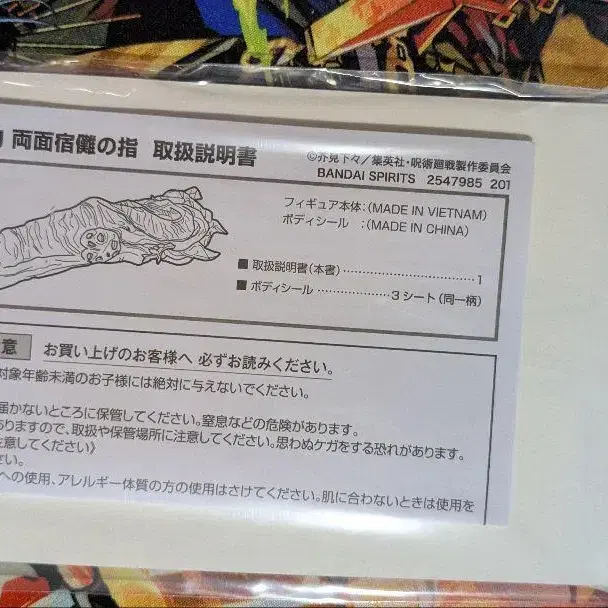 両面宿儺の指 取扱説明書
©芥見下々／集英社・呪術廻戦製作委員会
BANDAI SPIRITS 2547985 201
フィギュア本体:(MADE IN VIETNAM)
ボディシール :(MADE IN CHINA)
■ 取扱説明書(本書)……………………1
■ ボディシール ………………3シート(同一柄)
意 お買い上げのお客様へ 必ずお読みください。
対象年齢未満のお子様には絶対に与えないでください。
届かないところに保管してください。窒息などの危険があります。
ありますので、取扱や保管場所に注意してください。思わぬケガをする恐れがあります。
注意してください》
さい。
への使用、アレルギー体質の方の使用はさけてください。肌に合わないときは使用を